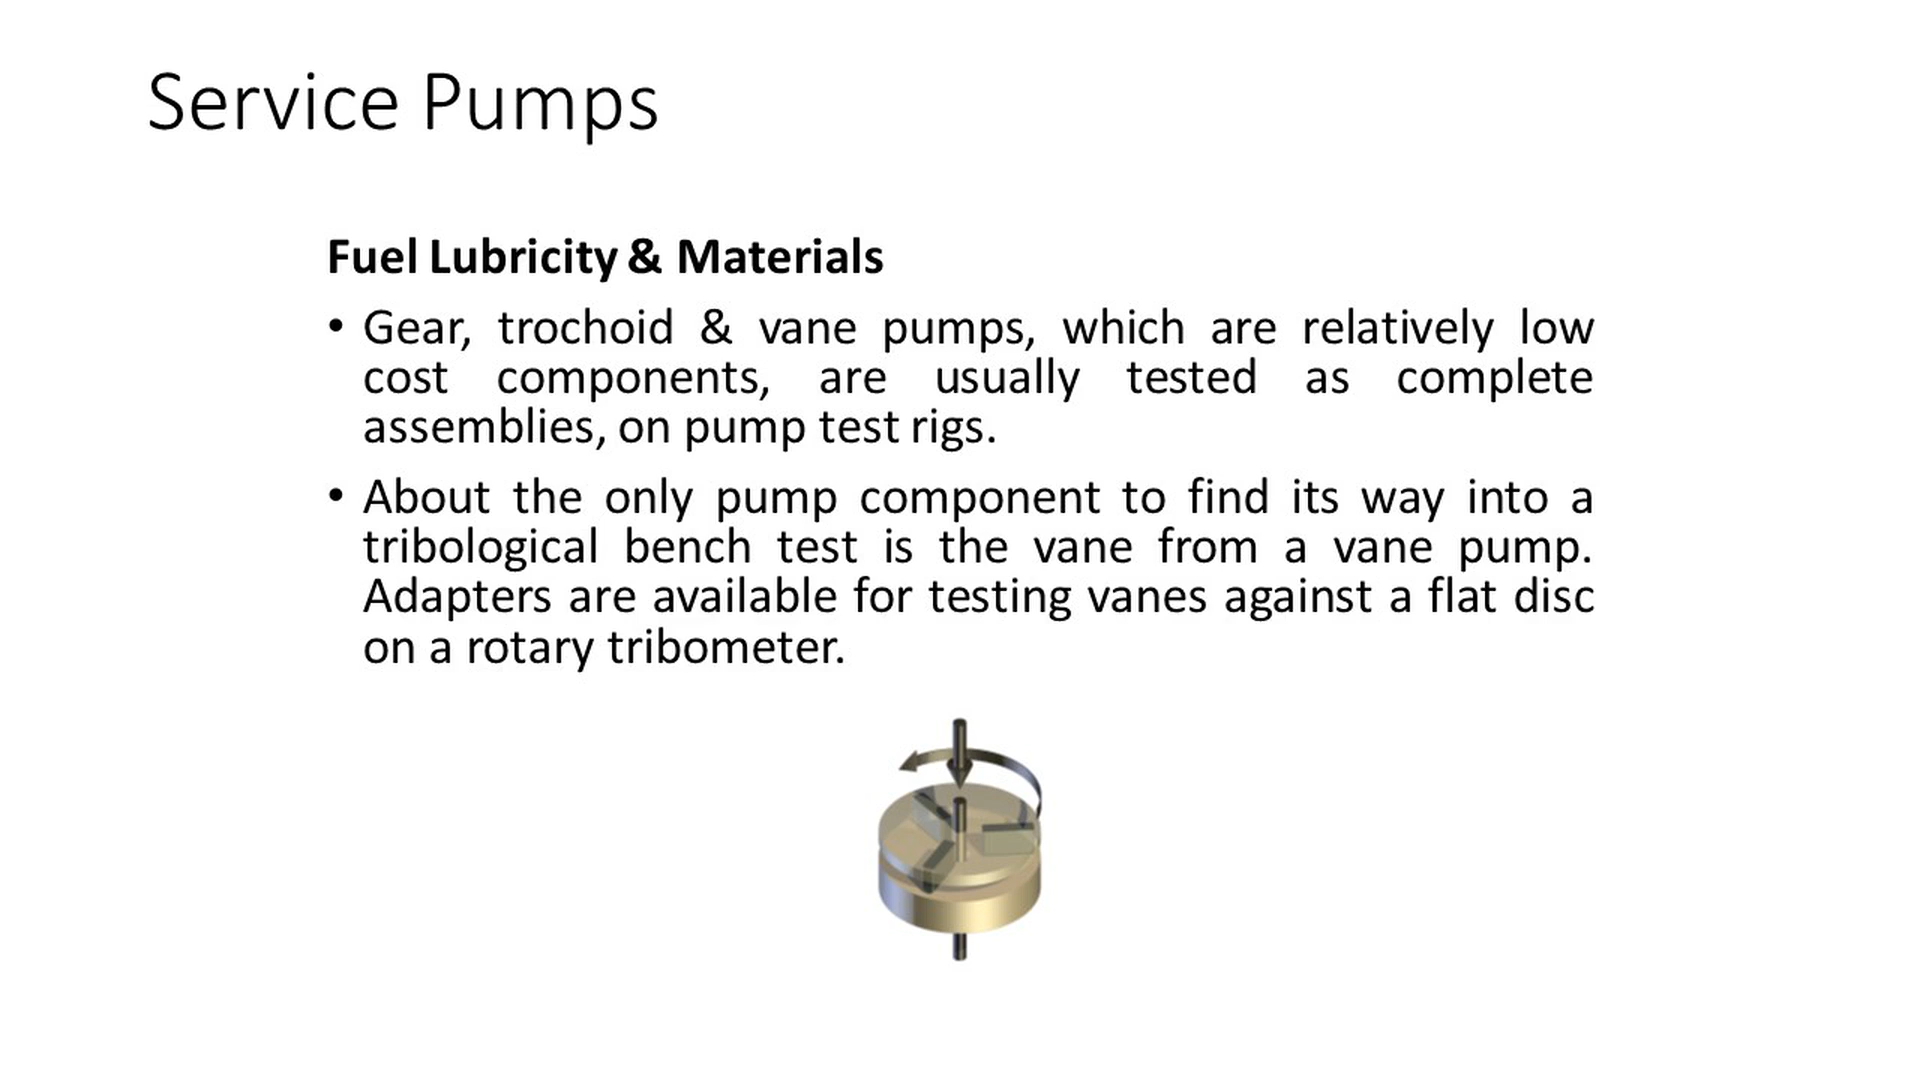 Service Pumps
Fuel Lubricity & Materials
• Gear, trochoid & vane pumps, which are relatively low
cost components, are usually tested as complete
assemblies, on pump test rigs.
• About the only pump component to find its way into a
tribological bench test is the vane from a vane pump.
Adapters are available for testing vanes against a flat disc
on a rotary tribometer.